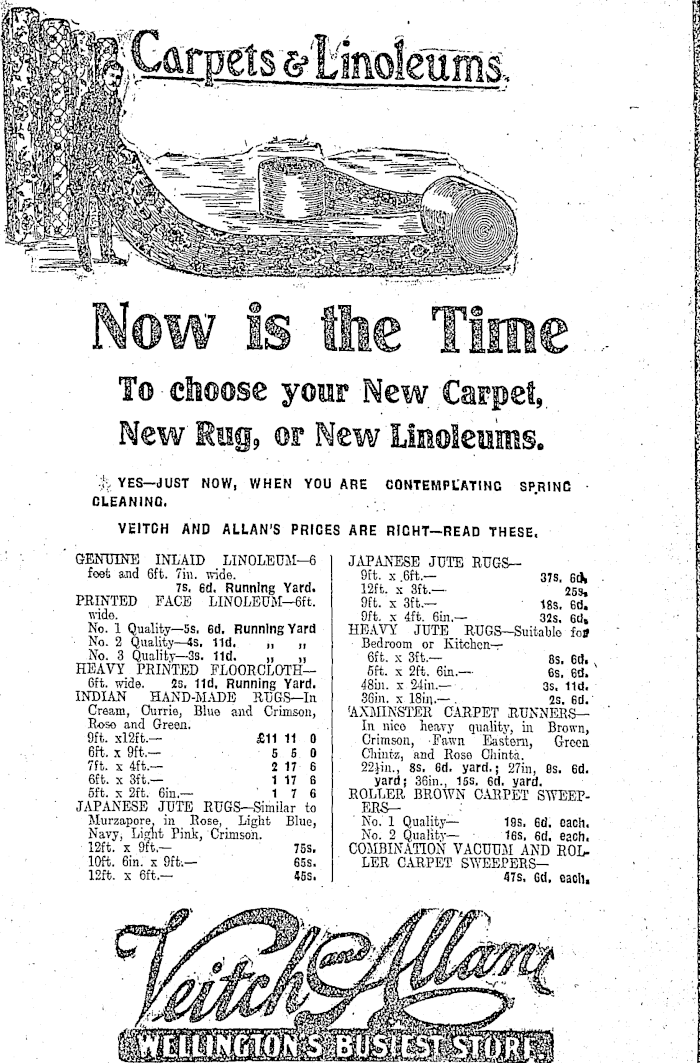 Carpets & Linoleums.
Now is the Time
To choose your New Carpet,
New Rug, or New Linoleums.
YES—JUST NOW, WHEN YOU ARE CONTEMPLATING SPRING
CLEANING.
VEITCH AND ALLAN'S PRICES ARE RIGHT—READ THESE.
GENUINE INLAID LINOLEUM—6
feet and 6ft. 7in. wide.
7s. 6d. Running Yard.
PRINTED FACE LINOLEUM—6ft.
wide.
No. 1 Quality—5s. 6d. Running Yard
No. 2 Quality—4s. 11d. ,, ,,
No. 3 Quality—3s. 11d. ,, ,,
HEAVY PRINTED FLOORCLOTH—
6ft. wide. 2s. 11d. Running Yard.
INDIAN HAND-MADE RUGS—In
Cream, Currie, Blue and Crimson,
Rose and Green.
9ft. x12ft.— £11 11 0
6ft. x 9ft.— 5 5 0
7ft. x 4ft.— 2 17 6
6ft. x 3ft.— 1 17 6
5ft. x 2ft. 6in.— 1 7 6
JAPANESE JUTE RUGS—Similar to
Murzapore, in Rose, Light Blue,
Navy, Light Pink, Crimson.
12ft. x 9ft.— 75s.
10ft. 6in. x 9ft.— 65s.
12ft. x 6ft.— 45s.
JAPANESE JUTE RUGS—
9ft. x 6ft.— 37s. 6d.
12ft. x 3ft.— 25s.
9ft. x 3ft.— 18s. 6d.
9ft. x 4ft. 6in.— 32s. 6d.
HEAVY JUTE RUGS—Suitable for
Bedroom or Kitchen—
6ft. x 3ft.— 8s. 6d.
5ft. x 2ft. 6in.— 6s. 6d.
48in. x 24in.— 3s. 11d.
36in. x 18in.— 2s. 6d.
AXMINSTER CARPET RUNNERS—
In nice heavy quality, in Brown,
Crimson, Fawn Eastern, Green
Chintz, and Rose Chintz.
22½in., 8s. 6d. yard.; 27in, 9s. 6d.
yard; 36in., 15s. 6d. yard.
ROLLER BROWN CARPET SWEEP-
ERS—
No. 1 Quality— 19s. 6d. each.
No. 2 Quality— 16s. 6d. each.
COMBINATION VACUUM AND ROL-
LER CARPET SWEEPERS—
47s. 6d. each.
Veitch and Allan
WELLINGTON'S BUSIEST STORE.